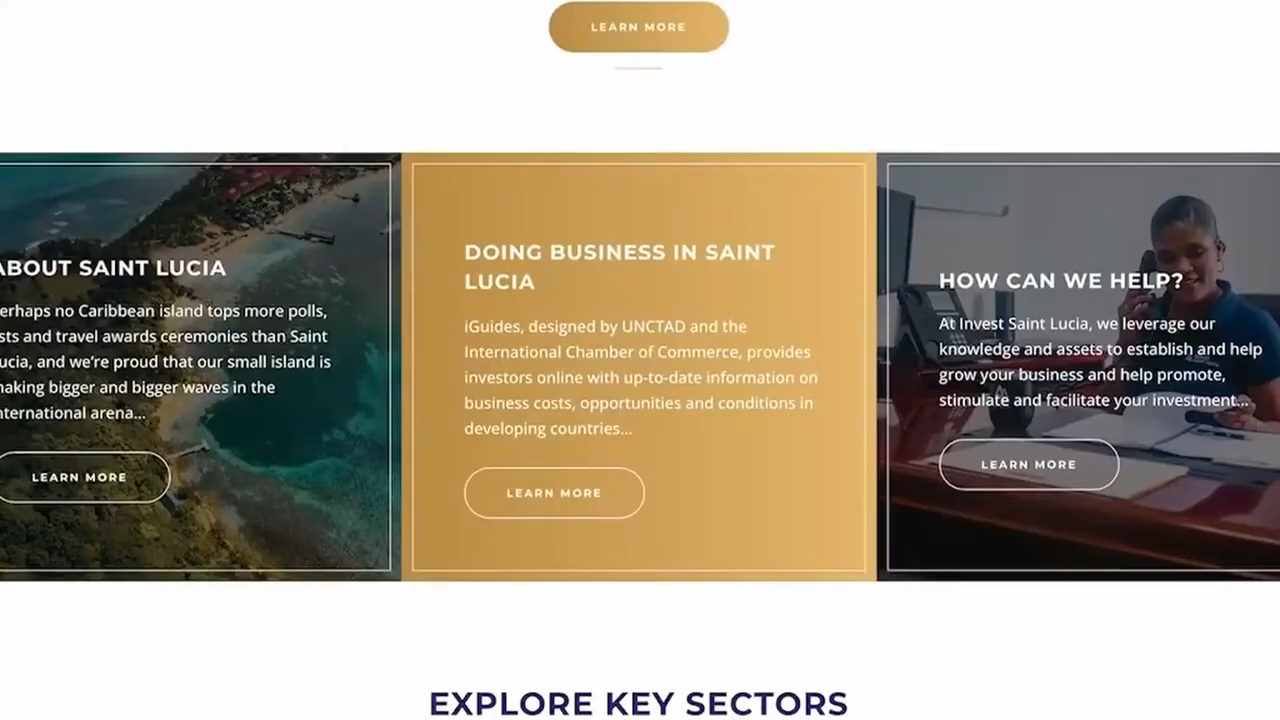 LEARN MORE
ABOUT SAINT LUCIA
no Caribbean island tops more polls,
and travel awards ceremonies than Saint
and we're proud that our small island is
bigger and bigger waves in the
arena...
LEARN MORE
DOING BUSINESS IN SAINT
LUCIA
iGuides, designed by UNCTAD and the
International Chamber of Commerce, provides
investors online with up-to-date information on
business costs, opportunities and conditions in
developing countries...
LEARN MORE
HOW CAN WE HELP?
At Invest Saint Lucia, we leverage our
knowledge and assets to establish and help
grow your business and help promote,
stimulate and facilitate your investment...
LEARN MORE
EXPLORE KEY SECTORS